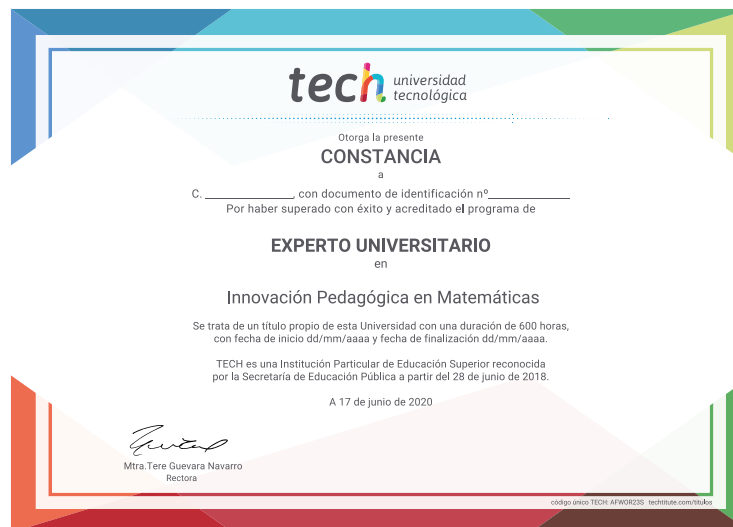 tech universidad
tecnológica
Otorga la presente
CONSTANCIA
a
C. ______________, con documento de identificación nº_____________
Por haber superado con éxito y acreditado el programa de
EXPERTO UNIVERSITARIO
en
Innovación Pedagógica en Matemáticas
Se trata de un título propio de esta Universidad con una duración de 600 horas,
con fecha de inicio dd/mm/aaaa y fecha de finalización dd/mm/aaaa.
TECH es una Institución Particular de Educación Superior reconocida
por la Secretaría de Educación Pública a partir del 28 de junio de 2018.
A 17 de junio de 2020
Mtra.Tere Guevara Navarro
Rectora
código único TECH: AFWOR23S techtitute.com/titulos